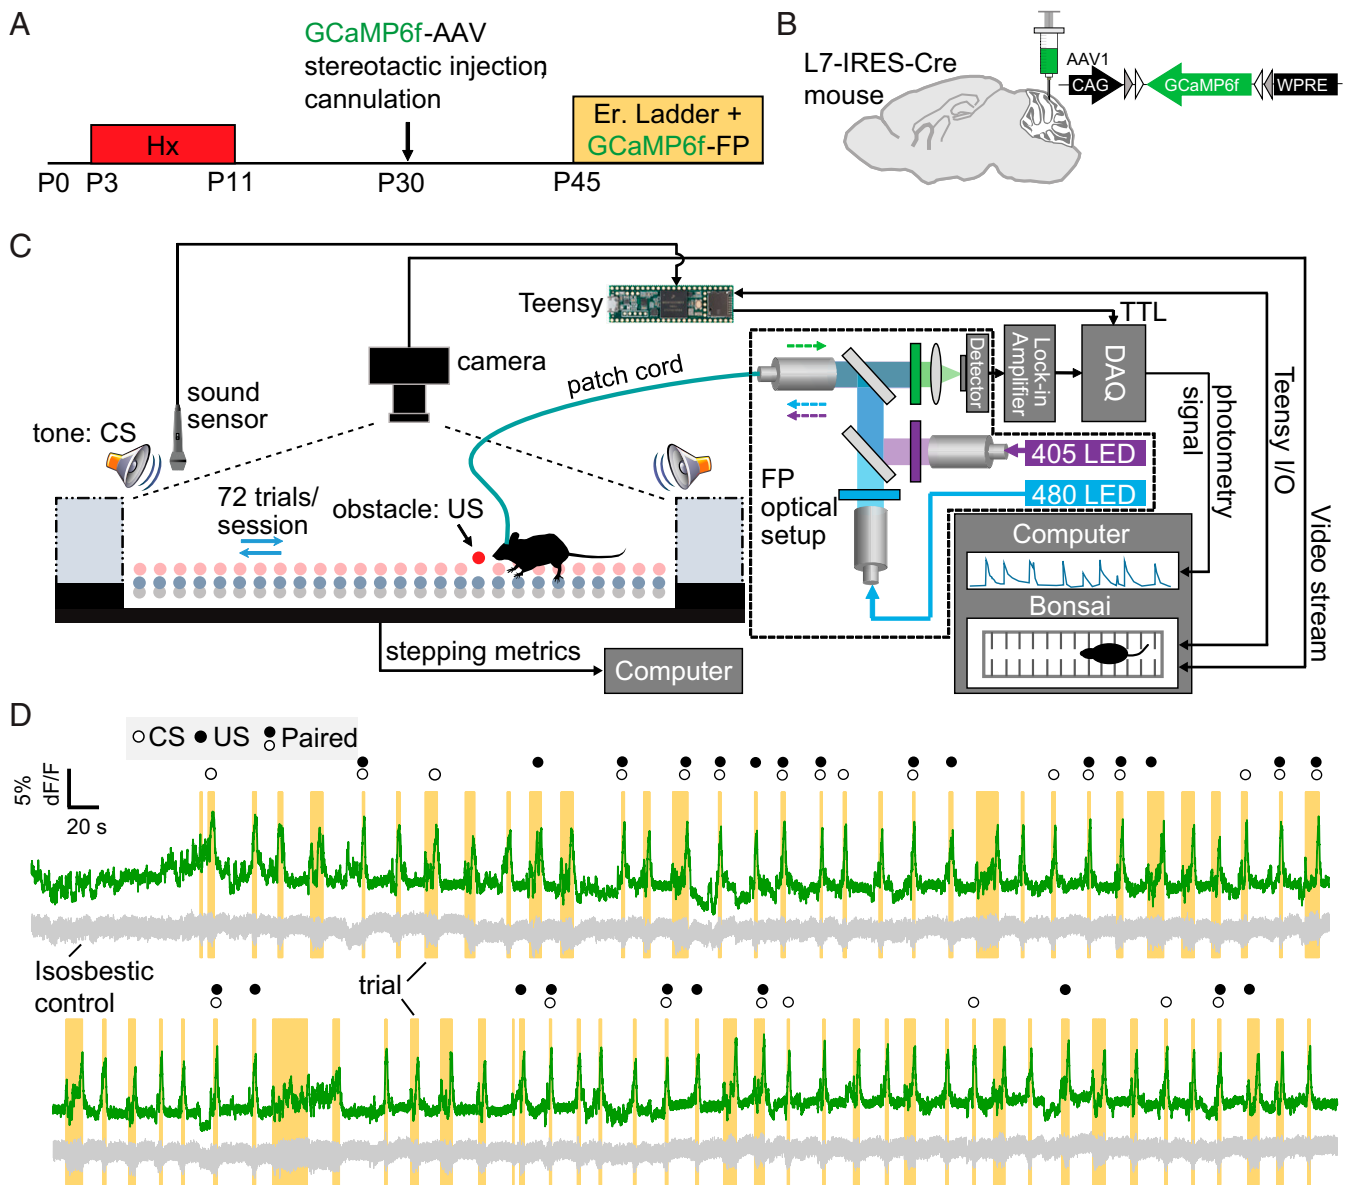 A
GCaMP6f-AAV
stereotactic injection,
cannulation
Hx
Er. Ladder +
GCaMP6f-FP
P0 P3 P11 P30 P45
B
L7-IRES-Cre
mouse
AAV1
CAG GCaMP6f WPRE
C
Teensy
TTL
camera
patch cord
Detector
Lock-in
Amplifier
DAQ
photometry
signal
Teensy I/O
Video stream
sound
sensor
tone: CS
72 trials/
session
obstacle: US
FP
optical
setup
405 LED
480 LED
Computer
Bonsai
stepping metrics
Computer
D
CS US Paired
5%
dF/F
20 s
Isosbestic
control
trial